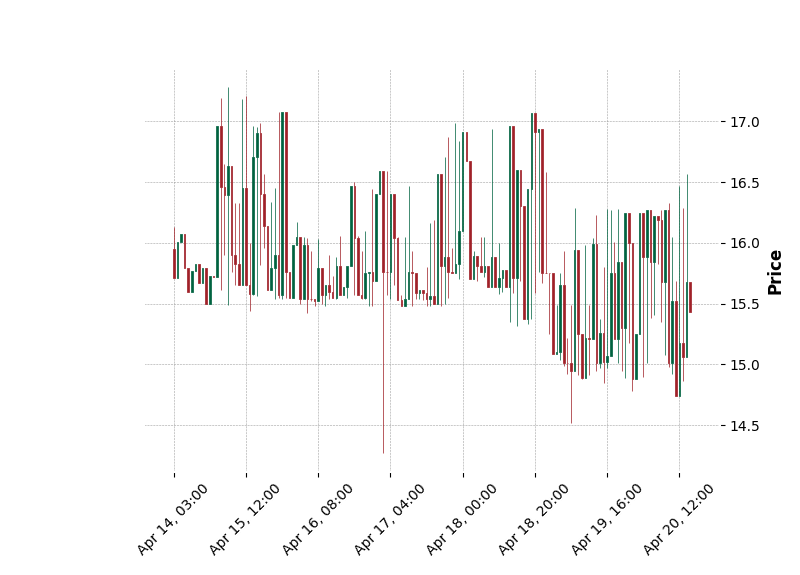 17.0
16.5
16.0
15.5
15.0
14.5
Price
Apr 14, 03:00
Apr 15, 12:00
Apr 16, 08:00
Apr 17, 04:00
Apr 18, 00:00
Apr 18, 20:00
Apr 19, 16:00
Apr 20, 12:00